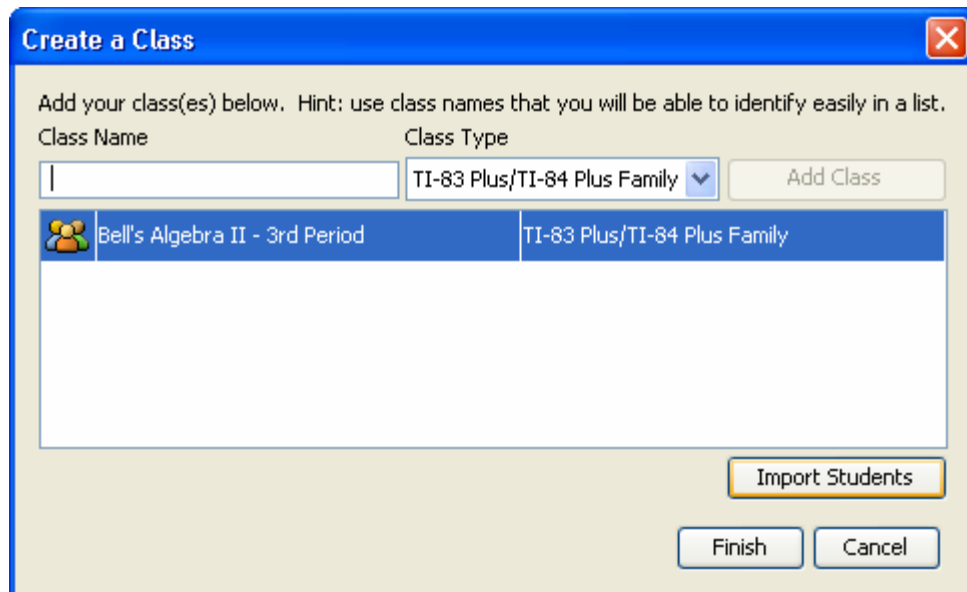 Create a Class
Add your class(es) below. Hint: use class names that you will be able to identify easily in a list.
Class Name Class Type
TI-83 Plus/TI-84 Plus Family Add Class
Bell's Algebra II - 3rd Period TI-83 Plus/TI-84 Plus Family
Import Students
Finish Cancel